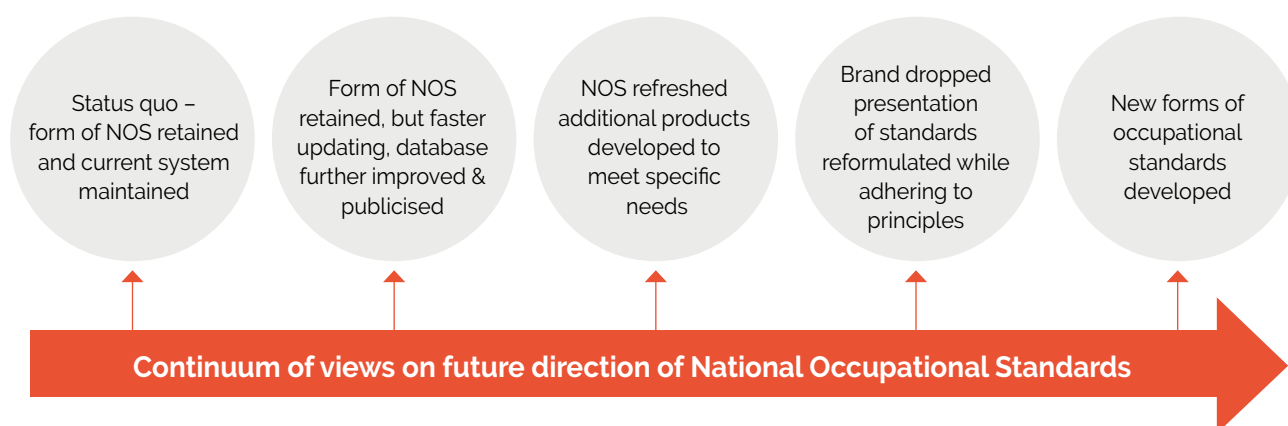 Status quo –
form of NOS retained
and current system
maintained
Form of NOS
retained, but faster
updating, database
further improved &
publicised
NOS refreshed
additional products
developed to
meet specific
needs
Brand dropped
presentation
of standards
reformulated while
adhering to
principles
New forms of
occupational
standards
developed
Continuum of views on future direction of National Occupational Standards